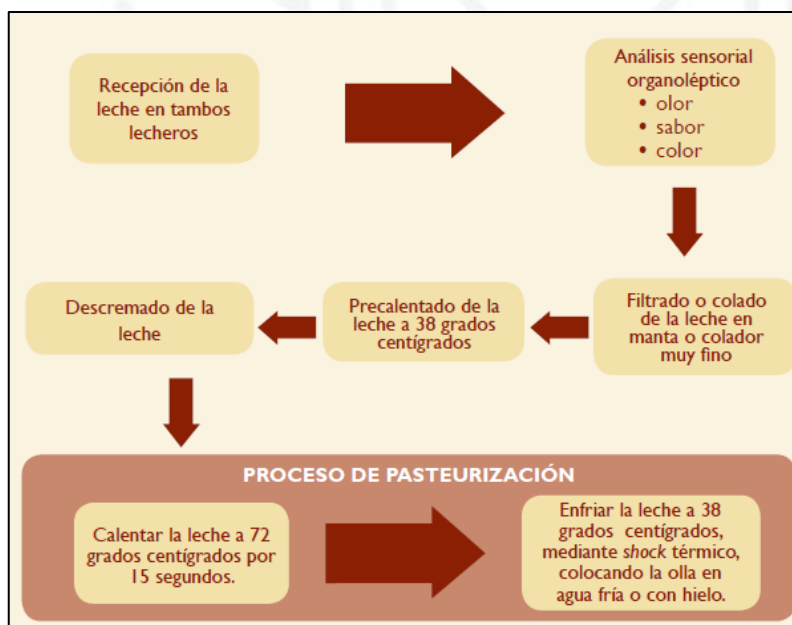 Recepción de la
leche en tambos
lecheros
Análisis sensorial
organoléptico
• olor
• sabor
• color
Filtrado o colado
de la leche en
manta o colador
muy fino
Precalentado de la
leche a 38 grados
centígrados
Descremado de la
leche
PROCESO DE PASTEURIZACIÓN
Calentar la leche a 72
grados centígrados por
15 segundos.
Enfriar la leche a 38
grados centígrados,
mediante shock térmico,
colocando la olla en
agua fría o con hielo.